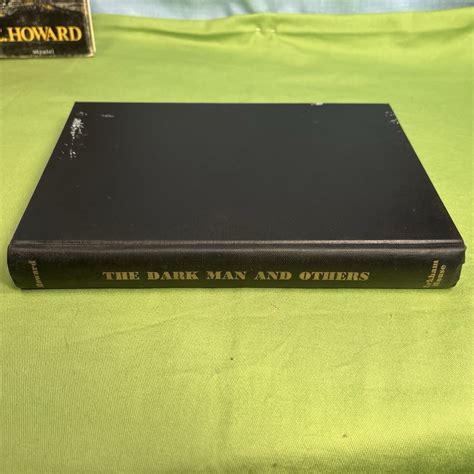 .HOWARD
Howard
THE DARK MAN AND OTHERS
Arkham
House